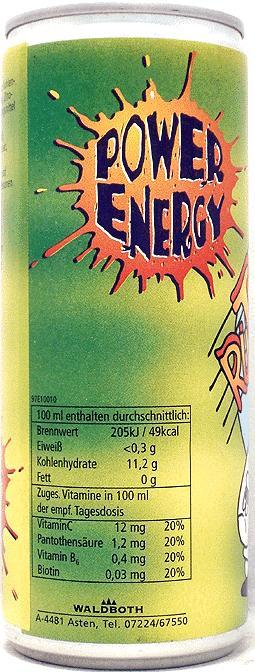 POWER
ENERGY
97E10010
100 ml enthalten durchschnittlich:
Brennwert 205kJ / 49kcal
Eiweiß <0,3 g
Kohlenhydrate 11,2 g
Fett 0 g
Zuges. Vitamine in 100 ml
der empf. Tagesdosis
VitaminC 12 mg 20%
Pantothensäure 1,2 mg 20%
Vitamin B₆ 0,4 mg 20%
Biotin 0,03 mg 20%
WALDBOTH
A-4481 Asten, Tel. 07224/67550